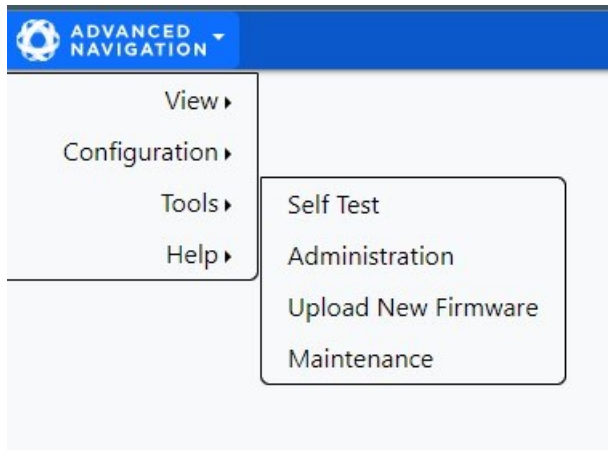 ADVANCED
NAVIGATION
View
Configuration
Tools
Help
Self Test
Administration
Upload New Firmware
Maintenance